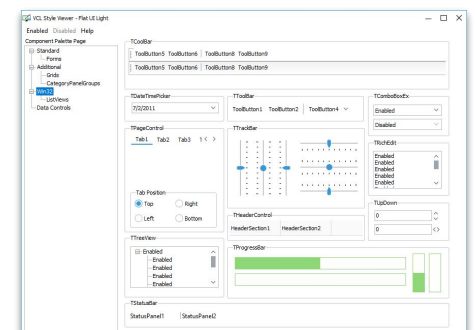 VCL Style Viewer - Flat UI Light
Enabled Disabled Help
Component Palette Page
Standard
Forms
Additional
Grids
CategoryPanelGroups
Win32
ListViews
Data Controls
TCoolBar
ToolButton5 ToolButton6 ToolButton8 ToolButton9
ToolButton5 ToolButton6 ToolButton8 ToolButton9
TDateTimePicker
7/2/2011
TToolBar
ToolButton1 ToolButton2 ToolButton4
TComboBoxEx
Enabled
Disabled
TPageControl
Tab1 Tab2 Tab3
Tab Position
Top Right
Left Bottom
TTrackBar
TRichEdit
Enabled
Enabled
Enabled
Enabled
Enabled
THeaderControl
HeaderSection1 HeaderSection2
TUpDown
0
0
TTreeView
Enabled
Enabled
Enabled
Enabled
Enabled
TProgressBar
TStatusBar
StatusPanel1 StatusPanel2